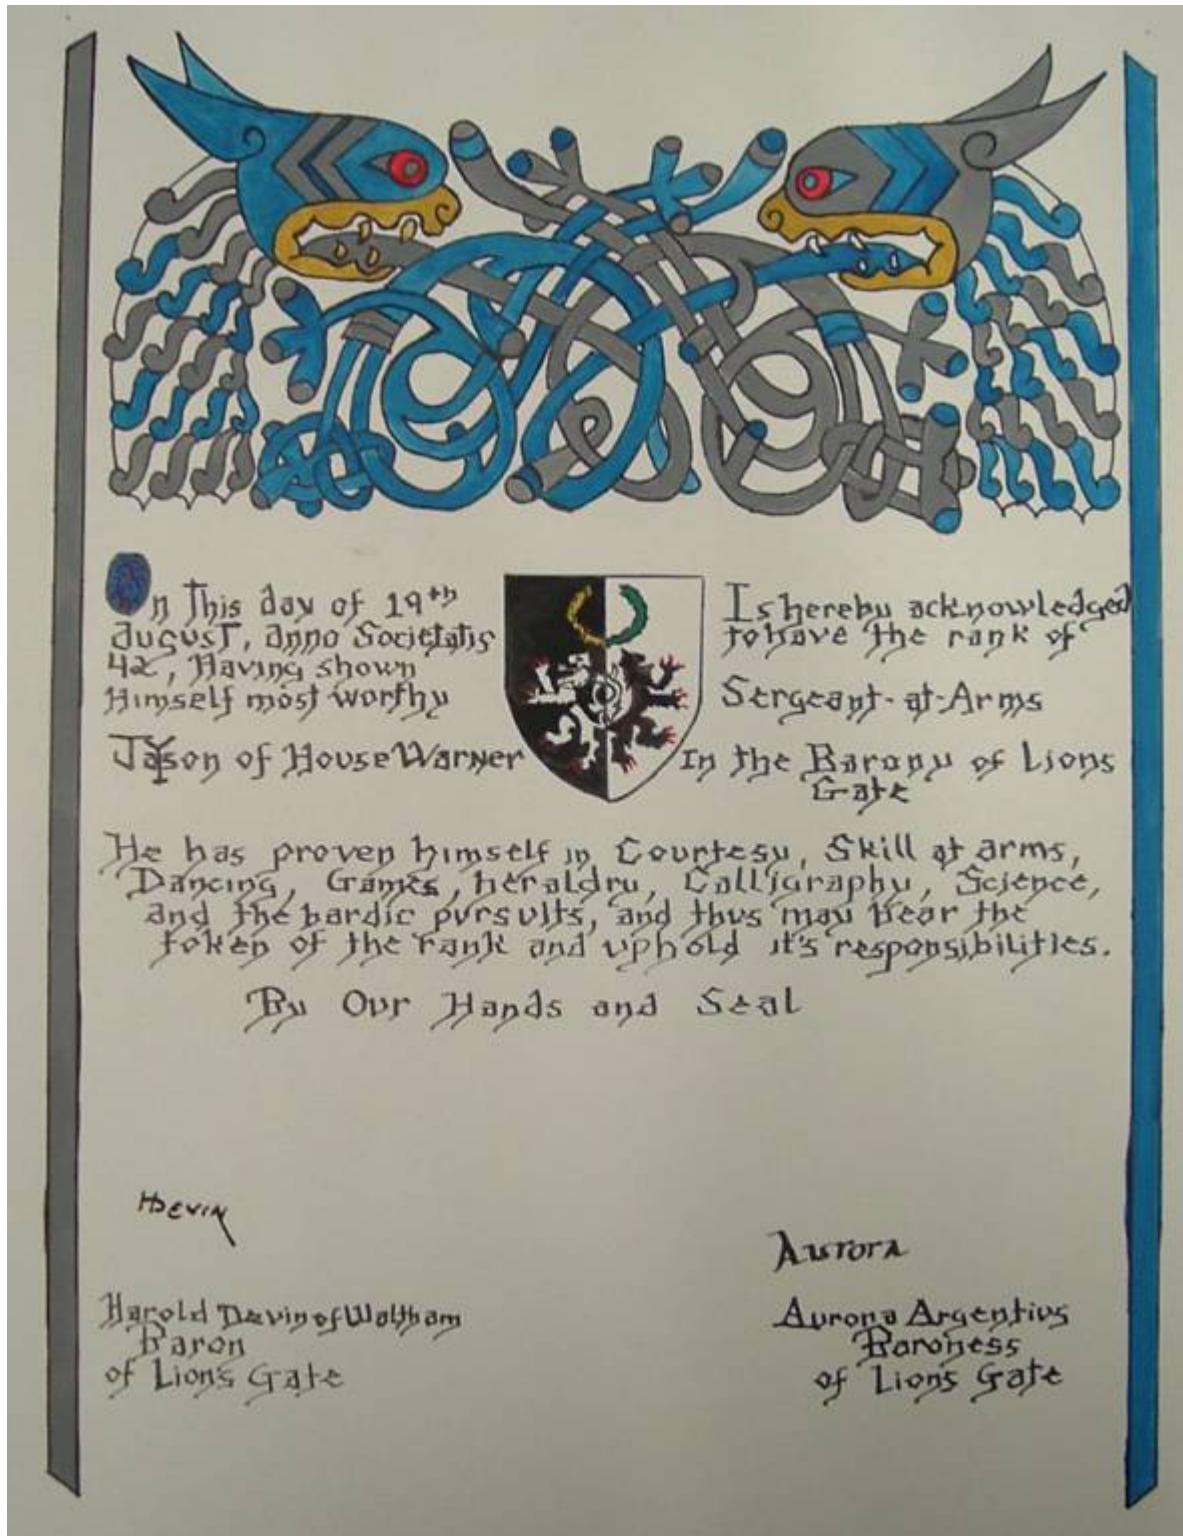 On This day of 19th
august, anno Societatis
42, Having shown
Himself most worthy
Jayson of House Warner
Is hereby acknowledged
to have the rank of
Sergeant-at-Arms
In the Barony of Lions
Gate
He has proven himself in Courtesy, Skill at arms,
Dancing, Games, heraldry, Calligraphy, Science,
and the bardic pursuits, and thus may bear the
token of the rank and uphold it's responsibilities.
By Our Hands and Seal
HDevin
Aurora
Harold Devin of Waltham
Baron
of Lion's Gate
Aurora Argentius
Baroness
of Lion's Gate